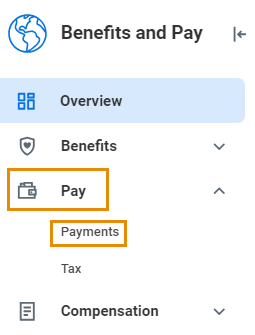 Benefits and Pay
Overview
Benefits
Pay
Payments
Tax
Compensation